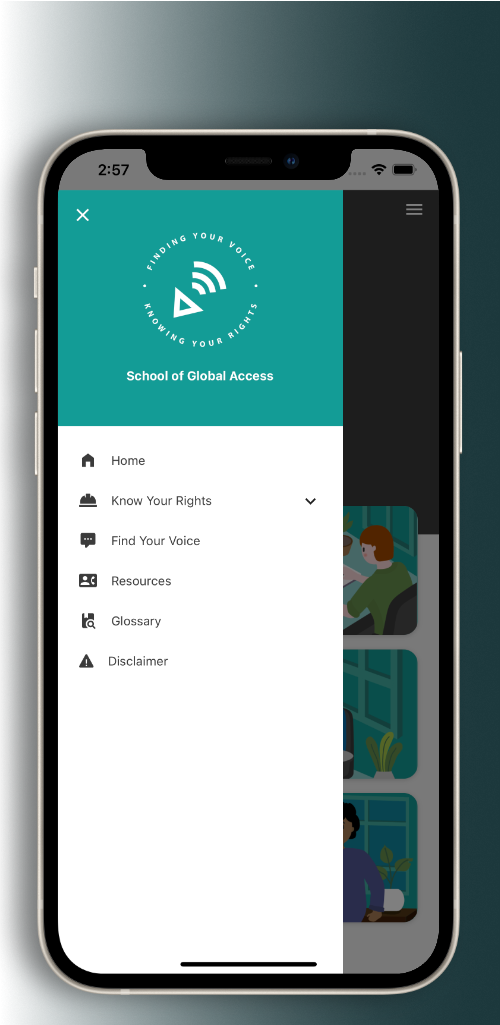 2:57
FINDING YOUR VOICE
KNOWING YOUR RIGHTS
School of Global Access
Home
Know Your Rights
Find Your Voice
Resources
Glossary
Disclaimer